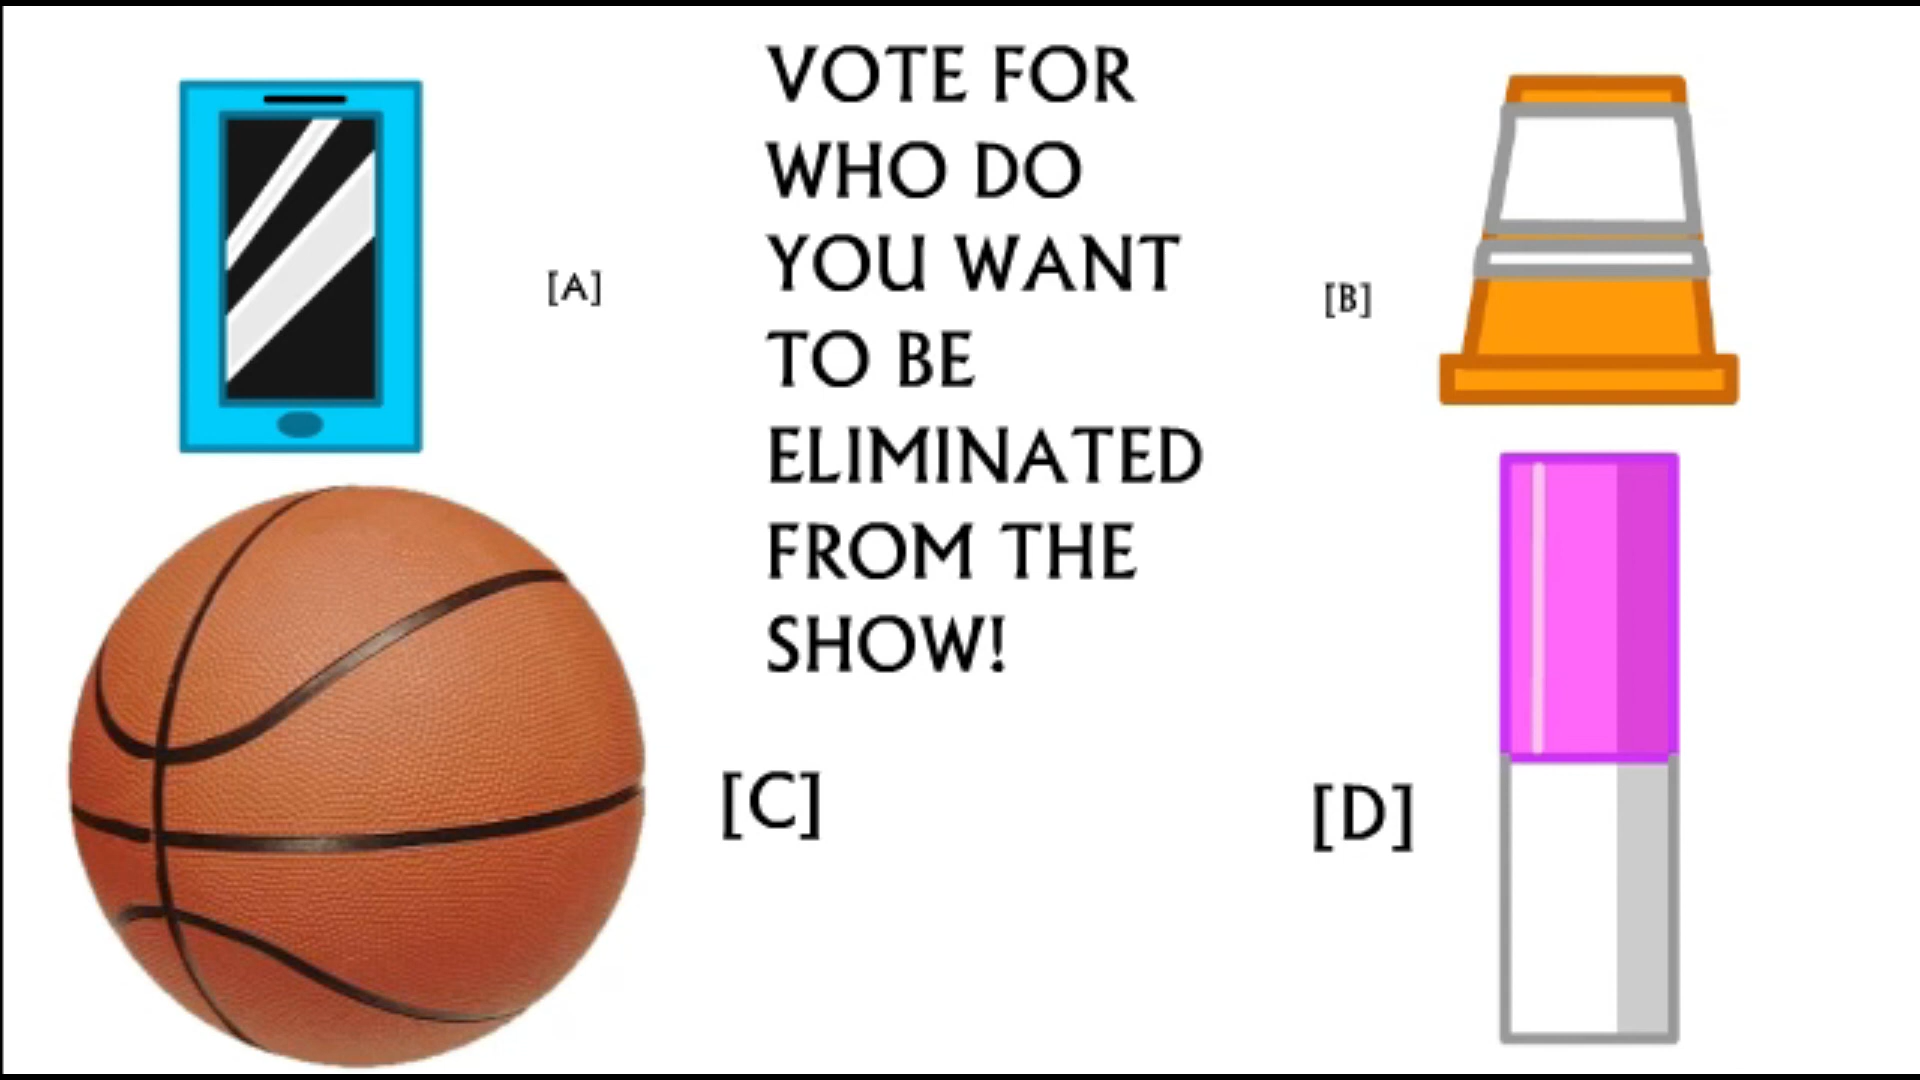 VOTE FOR
WHO DO
YOU WANT
TO BE
ELIMINATED
FROM THE
SHOW!
[A]
[B]
[C]
[D]